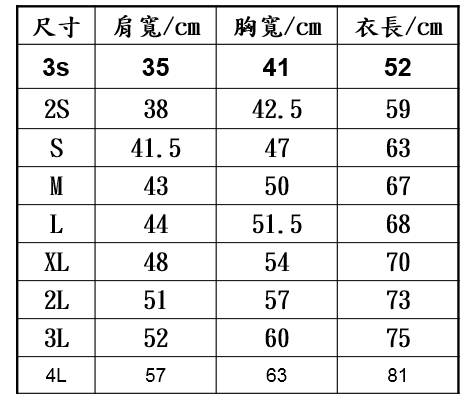 尺寸 肩寬/cm 胸寬/cm 衣長/cm
3s 35 41 52
2S 38 42.5 59
S 41.5 47 63
M 43 50 67
L 44 51.5 68
XL 48 54 70
2L 51 57 73
3L 52 60 75
4L 57 63 81